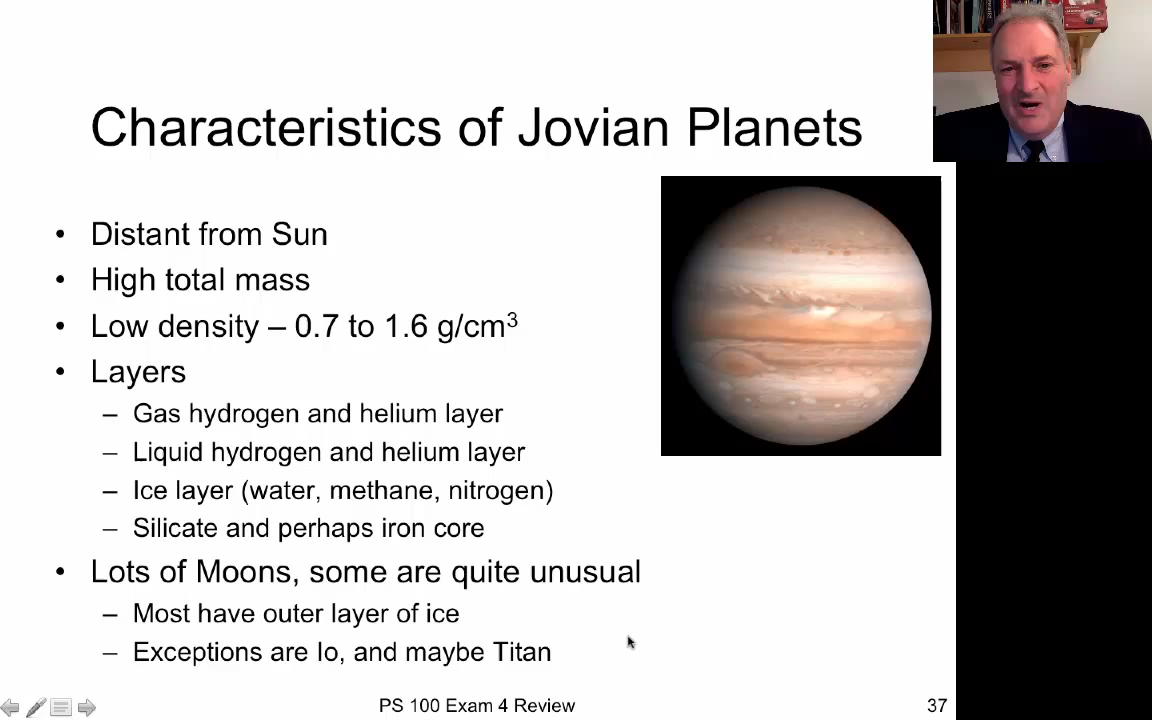 Characteristics of Jovian Planets
• Distant from Sun
• High total mass
• Low density – 0.7 to 1.6 g/cm³
• Layers
– Gas hydrogen and helium layer
– Liquid hydrogen and helium layer
– Ice layer (water, methane, nitrogen)
– Silicate and perhaps iron core
• Lots of Moons, some are quite unusual
– Most have outer layer of ice
– Exceptions are Io, and maybe Titan
PS 100 Exam 4 Review
37